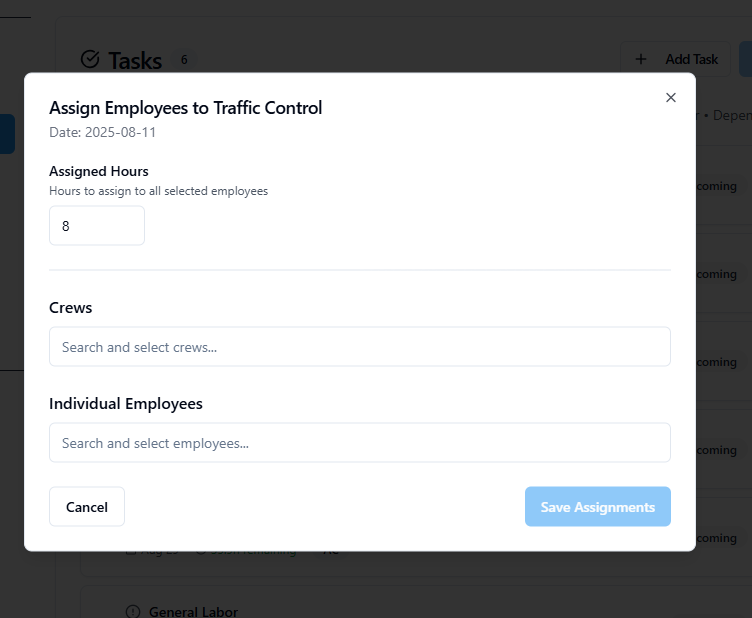 Tasks 6
Add Task
Assign Employees to Traffic Control
Date: 2025-08-11
Assigned Hours
Hours to assign to all selected employees
8
Crews
Search and select crews...
Individual Employees
Search and select employees...
Cancel
Save Assignments
General Labor